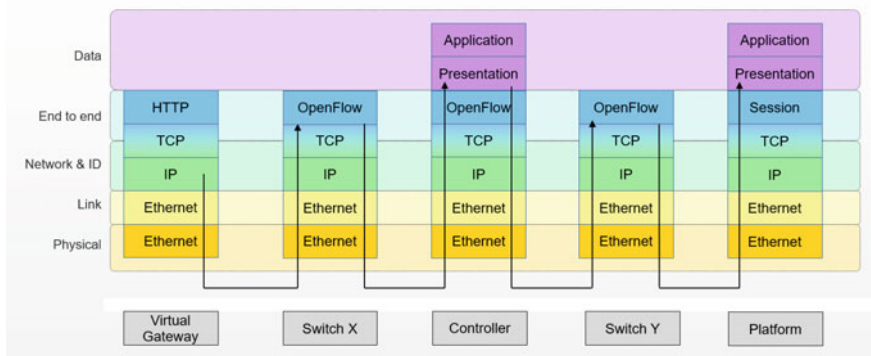 Application Application
Data
Presentation Presentation
End to end HTTP OpenFlow OpenFlow OpenFlow Session
TCP TCP TCP TCP TCP
Network & ID
IP IP IP IP IP
Link Ethernet Ethernet Ethernet Ethernet Ethernet
Physical Ethernet Ethernet Ethernet Ethernet Ethernet
Virtual
Gateway Switch X Controller Switch Y Platform